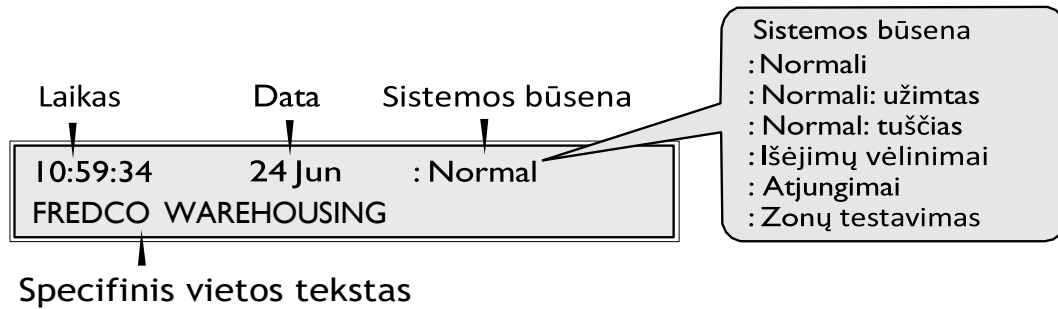 Laikas
Data
Sistemos būsena
10:59:34 24 Jun : Normal
FREDCO WAREHOUSING
Specifinis vietos tekstas
Sistemos būsena
: Normali
: Normali: užimtas
: Normal: tuščias
: Išėjimų vėlinimai
: Atjungimai
: Zonų testavimas